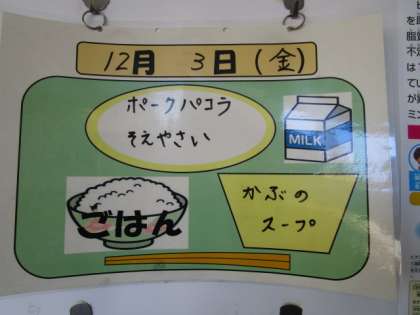 12月 3日(金)
ポークパコラ
そえやさい
MILK
ごはん
かぶの
スープ